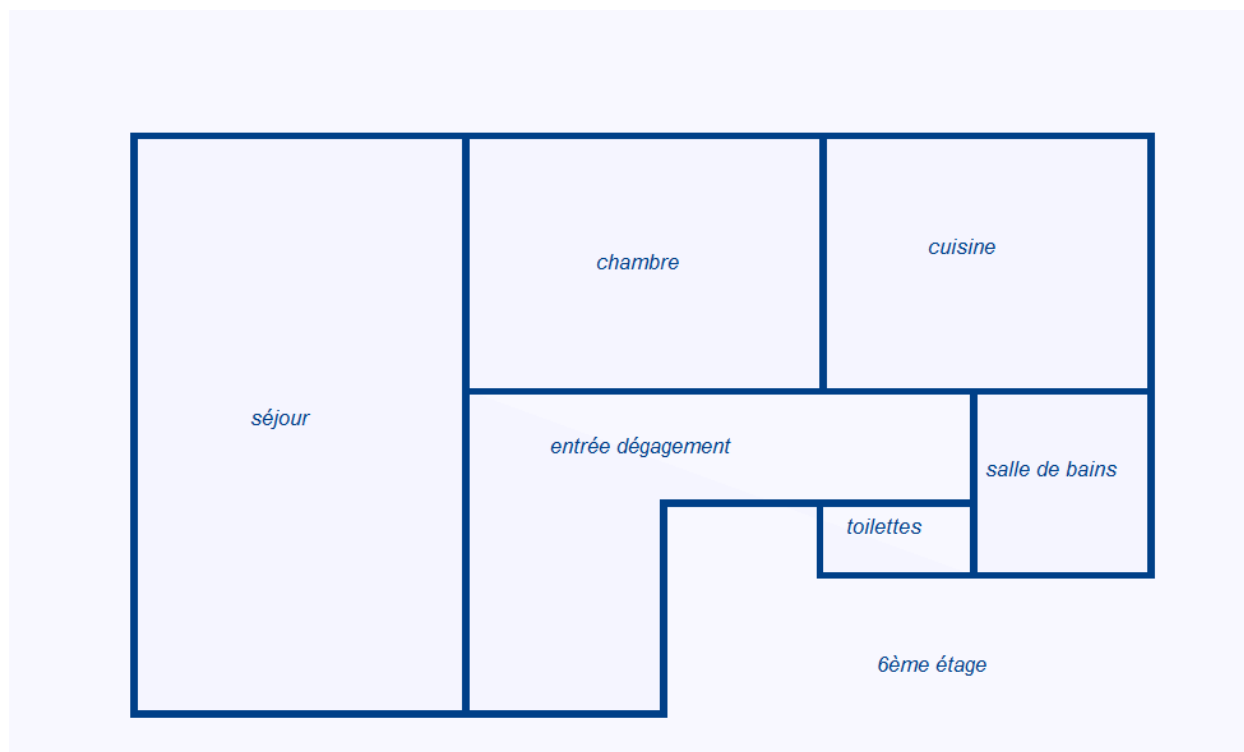 cuisine
chambre
séjour
entrée dégagement
salle de bains
toilettes
6ème étage